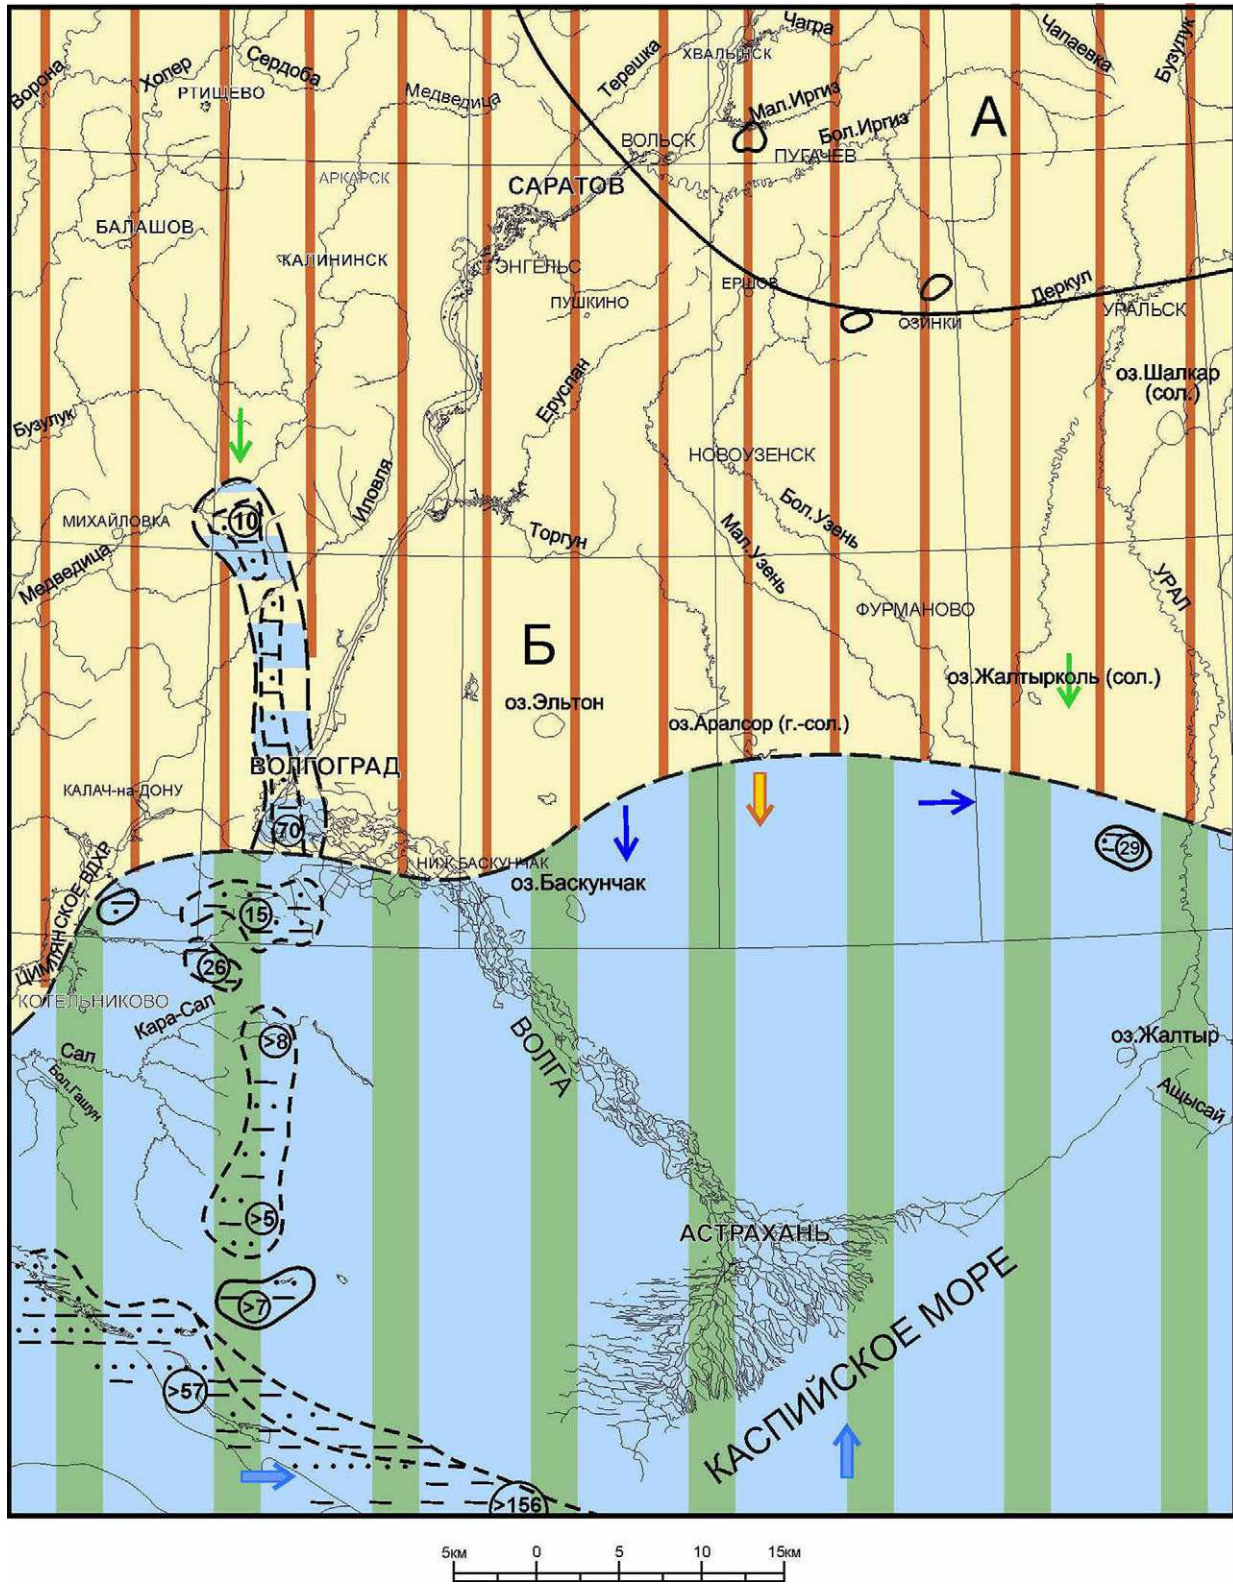 Чагра
ХВАЛЫНСК
Чапаевка
Бузулук
Ворона
Хопер
Сердоба
Терешка
РТИЩЕВО
Медведица
Мал.Иргиз
Бол.Иргиз
А
ВОЛЬСК
ПУГАЧЕВ
АРКАРСК
САРАТОВ
БАЛАШОВ
КАЛИНИНСК
ЭНГЕЛЬС
ПУШКИНО
ЕРШОВ
Деркул
ОЗИНКИ
УРАЛЬСК
оз.Шалкар
(сол.)
Еруслан
Бузулук
Иловля
НОВОУЗЕНСК
Бол.Узень
МИХАЙЛОВКА
10
Торгун
Мал.Узень
Медведица
УРАЛ
ФУРМАНОВО
Б
оз.Жалтырколь (сол.)
оз.Эльтон
оз.Аралсор (г.-сол.)
ВОЛГОГРАД
КАЛАЧ-на-ДОНУ
70
29
НИЖ.БАСКУНЧАК
оз.Баскунчак
ЦИМЛЯНСКОЕ ВДХР
15
26
КОТЕЛЬНИКОВО
Кара-Сал
>8
ВОЛГА
оз.Жалтыр
Сал
Бол.Гашун
Ащысай
>5
АСТРАХАНЬ
>7
КАСПИЙСКОЕ МОРЕ
>57
>156
5км 0 5 10 15км